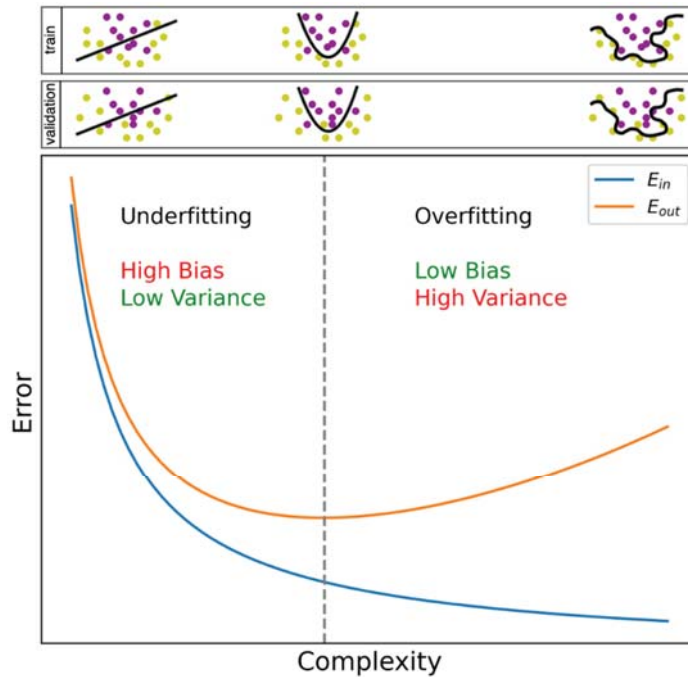 train
validation
Underfitting
Overfitting
E_in
E_out
High Bias
Low Variance
Low Bias
High Variance
Error
Complexity